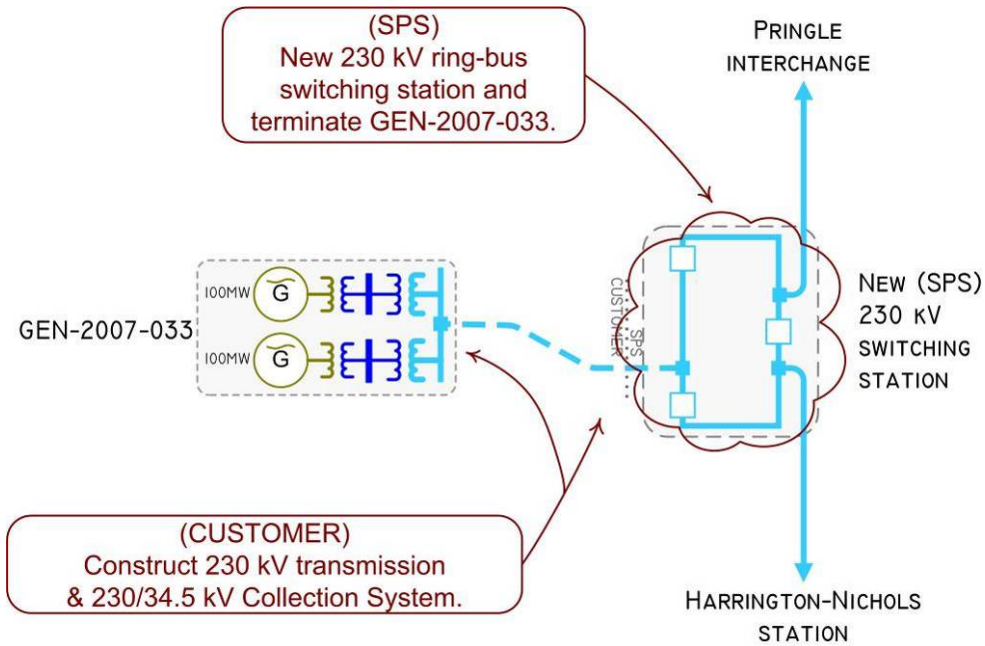 (SPS)
New 230 kV ring-bus
switching station and
terminate GEN-2007-033.
PRINGLE
INTERCHANGE
100MW
G
GEN-2007-033
100MW
G
CUSTOMER
SPS
NEW (SPS)
230 KV
SWITCHING
STATION
(CUSTOMER)
Construct 230 kV transmission
& 230/34.5 kV Collection System.
HARRINGTON-NICHOLS
STATION